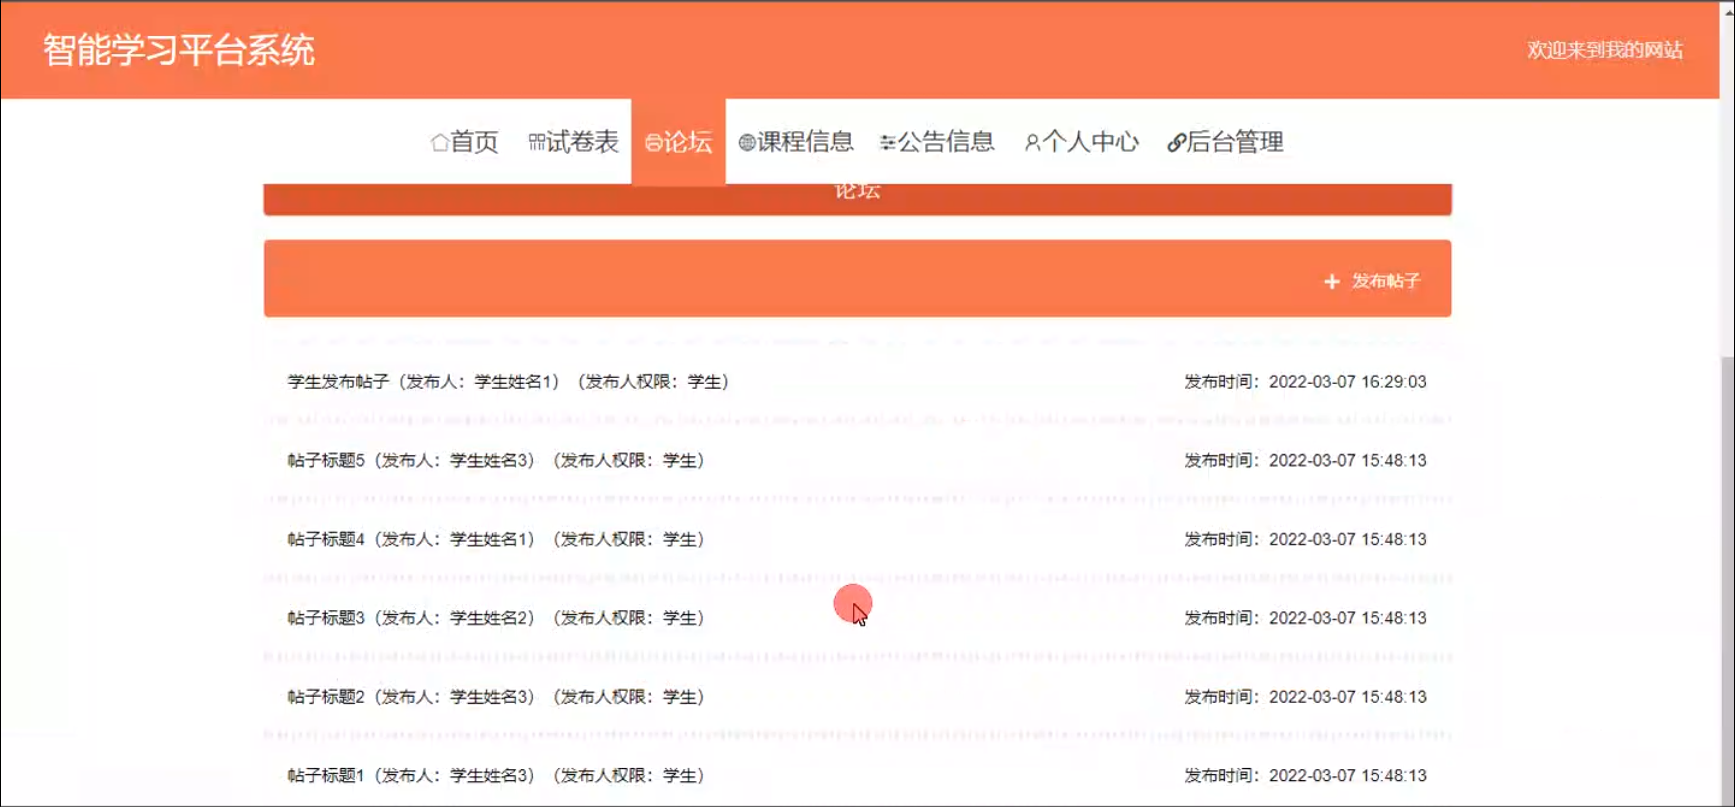 智能学习平台系统
欢迎来到我的网站
首页 试卷表 论坛 课程信息 公告信息 个人中心 后台管理
论坛
+ 发布帖子
学生发布帖子（发布人：学生姓名1）（发布人权限：学生） 发布时间：2022-03-07 16:29:03
帖子标题5（发布人：学生姓名3）（发布人权限：学生） 发布时间：2022-03-07 15:48:13
帖子标题4（发布人：学生姓名1）（发布人权限：学生） 发布时间：2022-03-07 15:48:13
帖子标题3（发布人：学生姓名2）（发布人权限：学生） 发布时间：2022-03-07 15:48:13
帖子标题2（发布人：学生姓名3）（发布人权限：学生） 发布时间：2022-03-07 15:48:13
帖子标题1（发布人：学生姓名3）（发布人权限：学生） 发布时间：2022-03-07 15:48:13